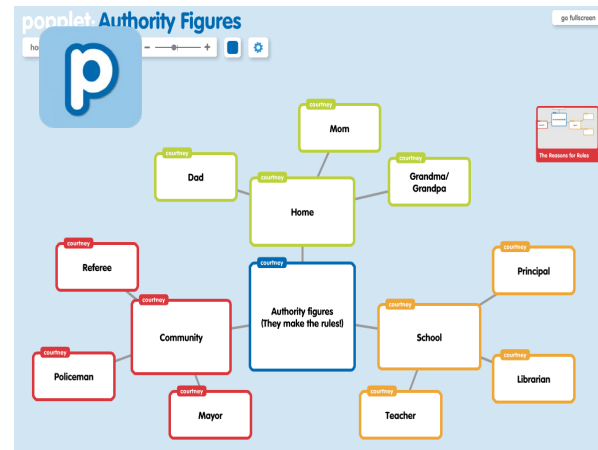 popplet: Authority Figures
go fullscreen
ho
p
- +
courtney
Mom
courtney
Dad
courtney
Grandma/
Grandpa
courtney
Home
The Reasons for Rules
courtney
Referee
courtney
Authority figures
(They make the rules!)
courtney
Principal
courtney
Community
courtney
School
courtney
Policeman
courtney
Librarian
courtney
Mayor
courtney
Teacher